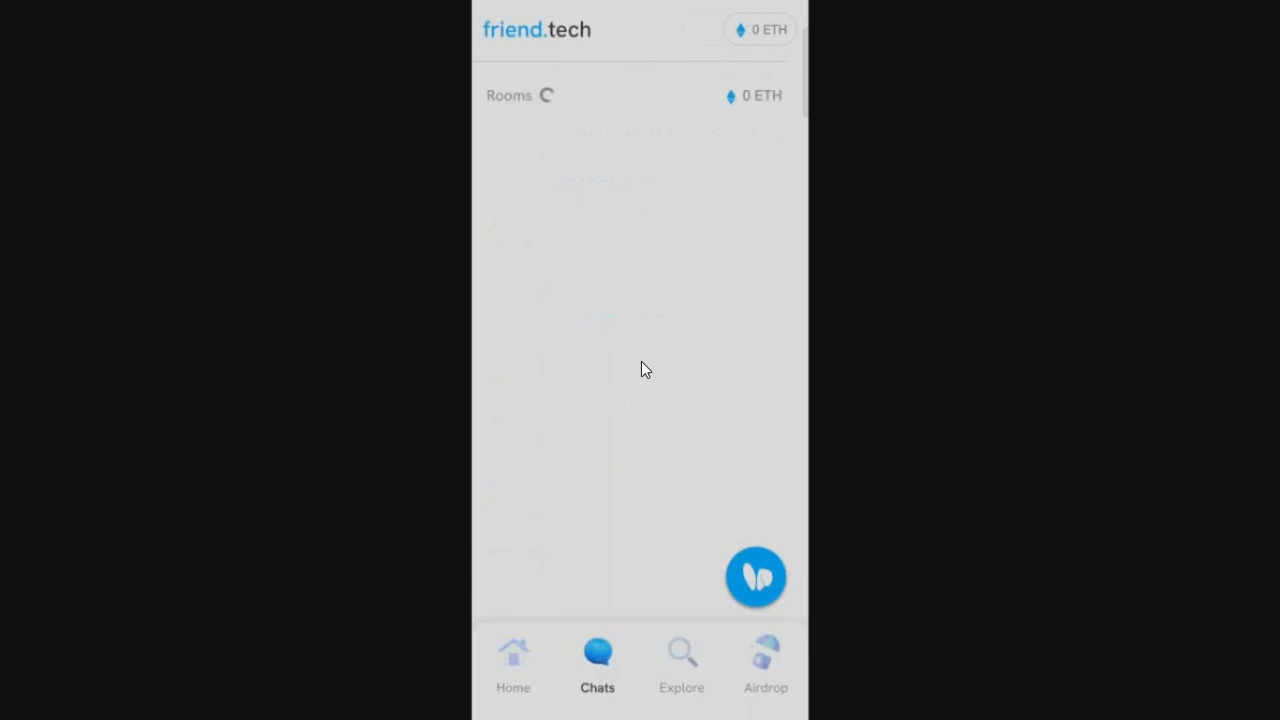 friend.tech
0 ETH
Rooms
0 ETH
Home
Chats
Explore
Airdrop